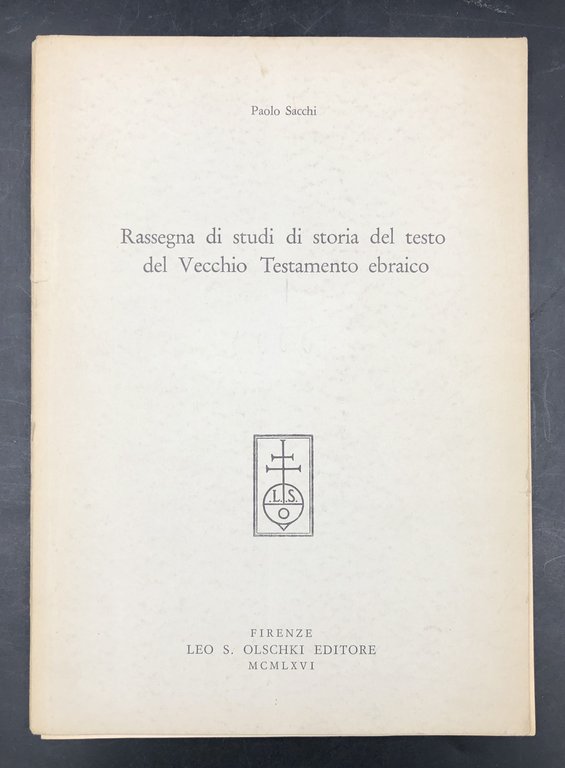 Paolo Sacchi
Rassegna di studi di storia del testo
del Vecchio Testamento ebraico
.L.S.
O
FIRENZE
LEO S. OLSCHKI EDITORE
MCMLXVI